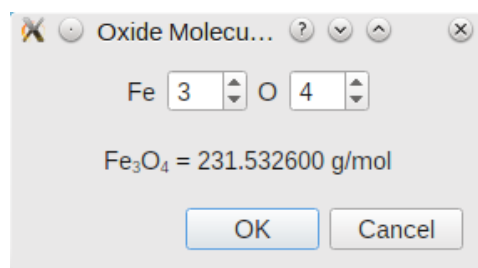 Oxide Molecu...
Fe 3 O 4
Fe₃O₄ = 231.532600 g/mol
OK Cancel